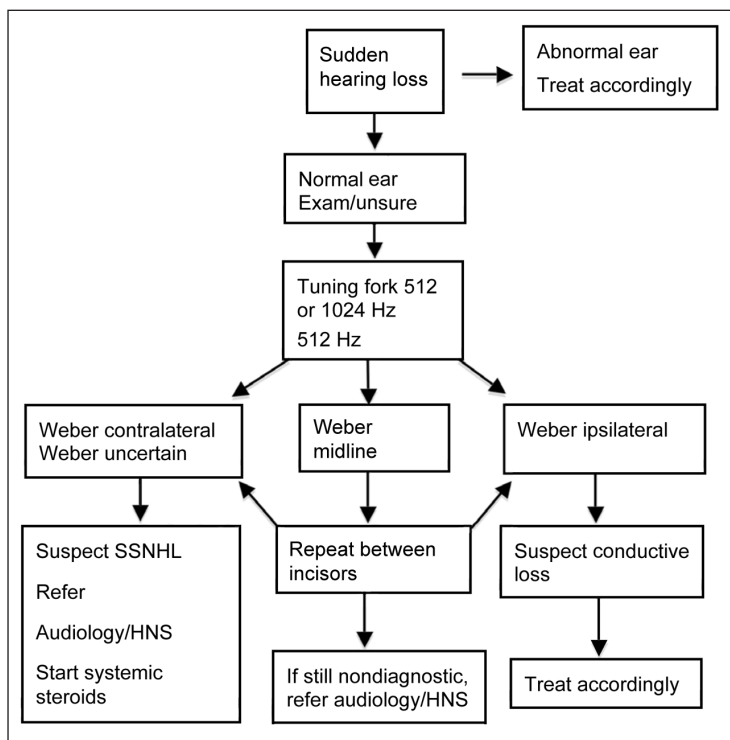 Sudden
hearing loss
Abnormal ear
Treat accordingly
Normal ear
Exam/unsure
Tuning fork 512
or 1024 Hz
512 Hz
Weber contralateral
Weber uncertain
Weber
midline
Weber ipsilateral
Suspect SSNHL
Refer
Audiology/HNS
Start systemic
steroids
Repeat between
incisors
If still nondiagnostic,
refer audiology/HNS
Suspect conductive
loss
Treat accordingly